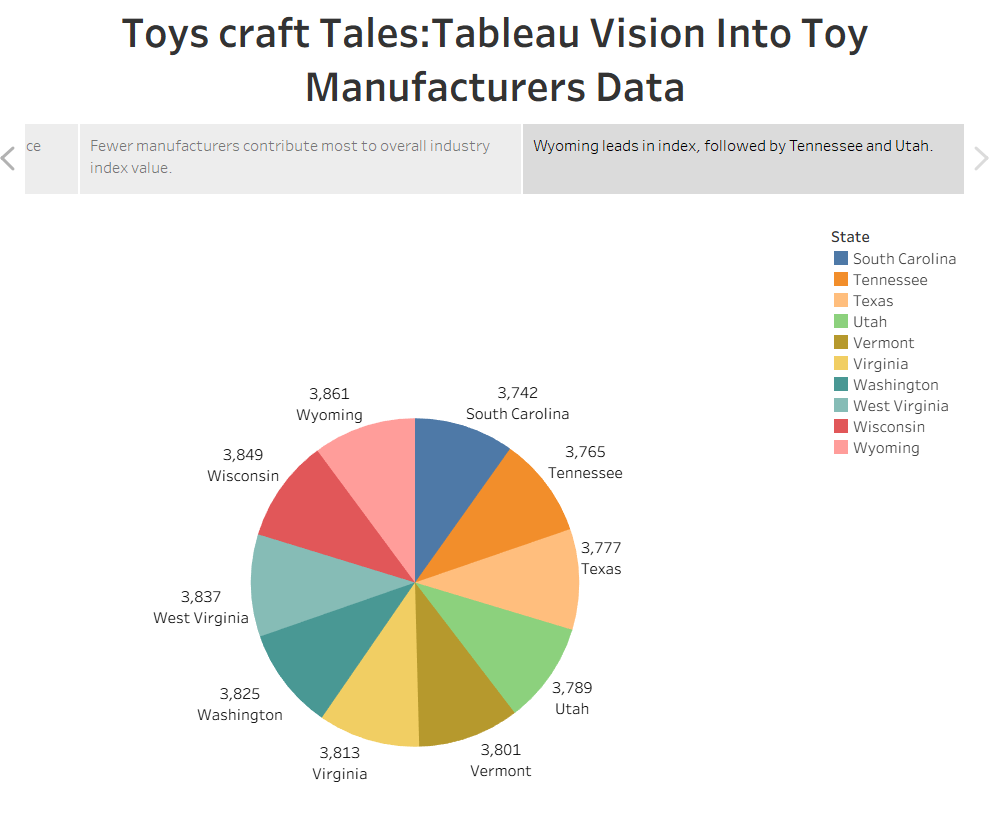 Toys craft Tales:Tableau Vision Into Toy
Manufacturers Data
ce
Fewer manufacturers contribute most to overall industry
index value.
Wyoming leads in index, followed by Tennessee and Utah.
State
South Carolina
Tennessee
Texas
Utah
Vermont
Virginia
Washington
West Virginia
Wisconsin
Wyoming
3,861
Wyoming
3,742
South Carolina
3,849
Wisconsin
3,765
Tennessee
3,777
Texas
3,837
West Virginia
3,789
Utah
3,825
Washington
3,813
Virginia
3,801
Vermont